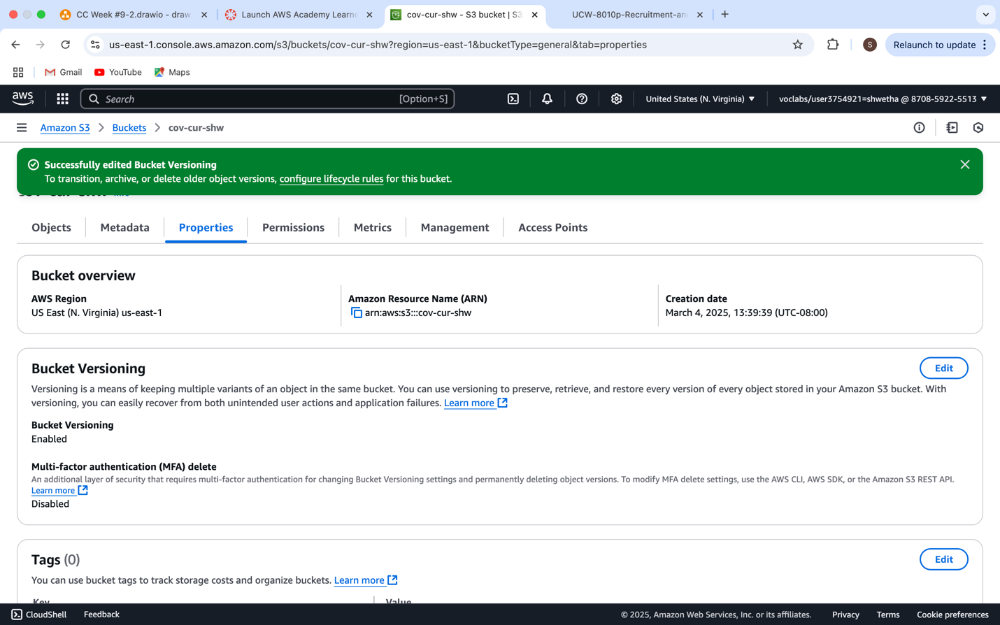 CC Week #9-2.drawio - draw
Launch AWS Academy Learne
cov-cur-shw - S3 bucket | S3
UCW-8010p-Recruitment-an
us-east-1.console.aws.amazon.com/s3/buckets/cov-cur-shw?region=us-east-1&bucketType=general&tab=properties
S
Relaunch to update
Gmail
YouTube
Maps
aws
Search
[Option+S]
United States (N. Virginia)
voclabs/user3754921=shwetha @ 8708-5922-5513
Amazon S3
Buckets
cov-cur-shw
Successfully edited Bucket Versioning
To transition, archive, or delete older object versions, configure lifecycle rules for this bucket.
Objects
Metadata
Properties
Permissions
Metrics
Management
Access Points
Bucket overview
AWS Region
US East (N. Virginia) us-east-1
Amazon Resource Name (ARN)
arn:aws:s3:::cov-cur-shw
Creation date
March 4, 2025, 13:39:39 (UTC-08:00)
Bucket Versioning
Edit
Versioning is a means of keeping multiple variants of an object in the same bucket. You can use versioning to preserve, retrieve, and restore every version of every object stored in your Amazon S3 bucket. With
versioning, you can easily recover from both unintended user actions and application failures. Learn more
Bucket Versioning
Enabled
Multi-factor authentication (MFA) delete
An additional layer of security that requires multi-factor authentication for changing Bucket Versioning settings and permanently deleting object versions. To modify MFA delete settings, use the AWS CLI, AWS SDK, or the Amazon S3 REST API.
Learn more
Disabled
Tags (0)
Edit
You can use bucket tags to track storage costs and organize buckets. Learn more
Key
Value
CloudShell
Feedback
© 2025, Amazon Web Services, Inc. or its affiliates.
Privacy
Terms
Cookie preferences